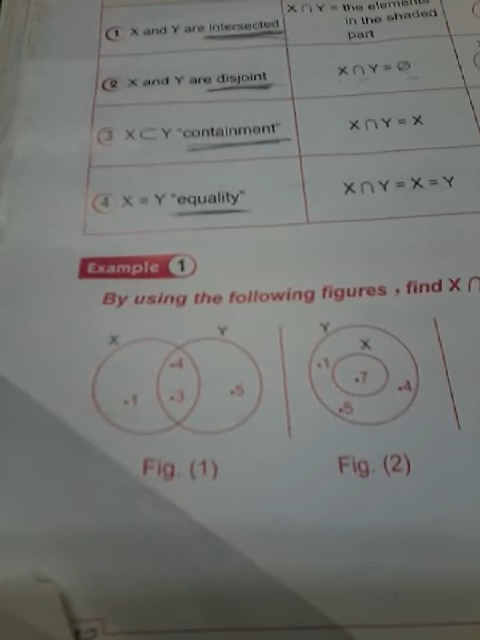 X ∩ Y = the elements
in the shaded
part
1 X and Y are intersected
2 X and Y are disjoint
X ∩ Y = ∅
3 X ⊂ Y "containment"
X ∩ Y = X
4 X = Y "equality"
X ∩ Y = X = Y
Example 1
By using the following figures , find X ∩
X Y
•4
•1 •3 •5
Y
X
•1 •7 •4
•5
Fig. (1) Fig. (2)